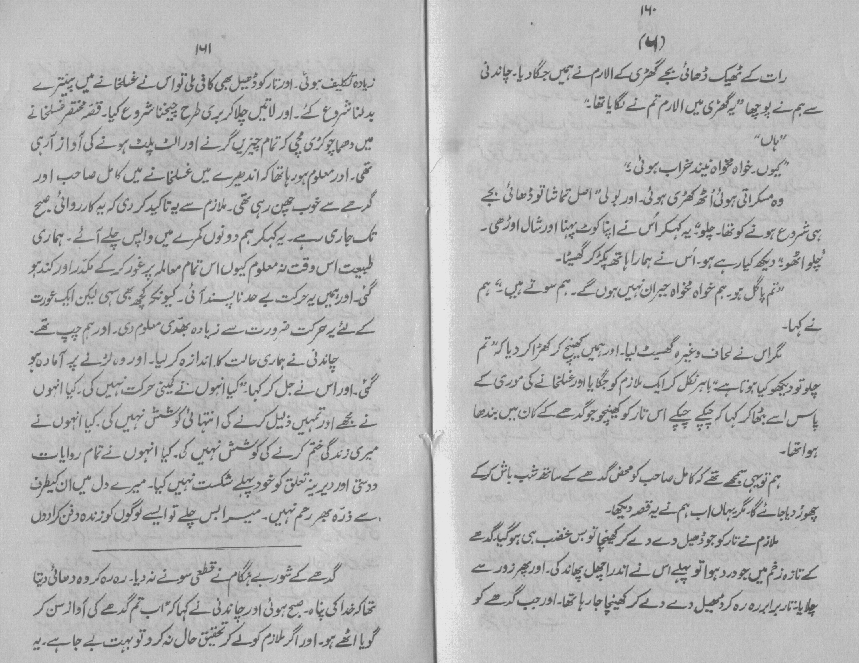 ۱۶۰
(۶)
رات کے ٹھیک ڈھائی بجے گھڑی کے الارم نے ہمیں جگا دیا۔ چاندنی
سے ہم نے پوچھا "یہ گھڑی میں الارم تم نے لگایا تھا۔"
"ہاں"
"کیوں۔ خواہ مخواہ نیند خراب ہوئی؟"
وہ مسکراتی ہوئی اُٹھ کھڑی ہوئی۔ اور بولی "اصل تماشا تو ڈھائی بجے
ہی شروع ہونے کو تھا۔ چلو" یہ کہکر اُس نے اپنا کوٹ پہنا اور شال اوڑھی۔
"چلو اٹھو" دیکھ کیا رہے ہو۔ اُس نے ہمارا ہاتھ پکڑ کر گھسیٹا۔
"تم پاگل ہو۔ ہم خواہ مخواہ حیران نہیں ہوں گے۔ ہم سوتے ہیں۔" ہم
نے کہا۔
مگر اس نے لحاف وغیرہ گھسیٹ لیا۔ اور ہمیں کھینچ کر کھڑا کر دیا کہ "تم
چلو تو دیکھو کیا ہوتا ہے" باہر نکل کر ایک ملازم کو جگایا اور غسلخانے کی موری کے
پاس اسے بٹھا کر کہا کہ چپکے چپکے اس تار کو کھینچو جو گدھے کے کان میں بندھا
ہوا تھا۔
ہم تو یہی سمجھے تھے کہ کامل صاحب کو محض گدھے کے ساتھ شب باش کر کے
چھوڑ دیا جائے گا۔ مگر یہاں اب ہم نے یہ قصہ دیکھا۔
ملازم نے تار کو جو ڈھیل دے دے کر کھینچا تو بس غضب ہی ہو گیا۔ گدھے
کے تازہ زخم میں جو درد ہوا تو پہلے اس نے اندر اچھل پھاند کی۔ اور پھر زور سے
چلایا۔ تار برابر رہ رہ کر ڈھیل دے دے کر کھینچا جا رہا تھا۔ اور جب گدھے کو
۱۶۱
زیادہ تکلیف ہوئی۔ اور تار کو ڈھیل بھی کافی ملی تو اس نے غسلخانے میں پینترے
بدلنا شروع کئے۔ اور لاتیں چلا کر بری طرح چیخنا شروع کیا۔ قصہ مختصر غسلخانے
میں دھما چوکڑی مچی کہ تمام چیزیں گرنے اور الٹ پلٹ ہونے کی آواز آ رہی
تھی۔ اور معلوم ہو رہا تھا کہ اندھیرے میں غسلخانے میں کامل صاحب اور
گدھے سے خوب چھن رہی تھی۔ ملازم سے یہ تاکید کر دی کہ یہ کارروائی صبح
تک جاری رہے۔ یہ کہکر ہم دونوں کمرے میں واپس چلے آئے۔ ہماری
طبیعت اس وقت نہ معلوم کیوں اس تمام معاملہ پر غور کر کے مکدر اور کند ہو
گئی۔ اور ہمیں یہ حرکت بے حد ناپسند آئی۔ کیونکہ کچھ بھی سہی لیکن ایک عورت
کے لئے یہ حرکت ضرورت سے زیادہ بھدی معلوم دی۔ اور ہم چپ تھے۔
چاندنی نے ہماری حالت کا اندازہ کر لیا۔ اور وہ لڑنے پر آمادہ ہو
گئی۔ اور اس نے جل کر کہا۔ "کیا انہوں نے کمینی حرکت نہیں کی۔ کیا انہوں
نے مجھے اور تمہیں ذلیل کرنے کی انتہائی کوشش نہیں کی۔ کیا انہوں نے
میری زندگی ختم کرنے کی کوشش نہیں کی۔ کیا انہوں نے تمام روایات
دوستی اور دیرینہ تعلق کو خود پہلے شکست نہیں کیا۔ میرے دل میں ان کیطرف
سے ذرّہ بھر رحم نہیں۔ میرا بس چلے تو ایسے لوگوں کو زندہ دفن کرا دوں
گدھے کے شور بے ہنگام نے قطعی سونے نہ دیا۔ رہ رہ کر وہ دھائی دیتا
تھا کہ خدا کی پناہ۔ صبح ہوئی اور چاندنی نے کہا کہ "اب تم گدھے کی آواز سن کر
گویا اٹھے ہو۔ اور اگر ملازم کو لے کر تحقیق حال نہ کرو تو بہت بے جا ہے۔ یہ